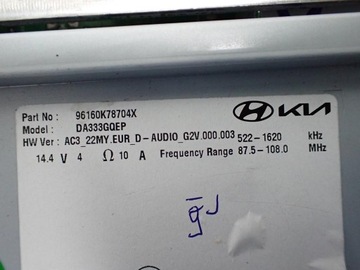 Part No : 96160K78704X
Model : DA333GQEP
HW Ver : AC3_22MY.EUR_D-AUDIO_G2V.000.003
522-1620 kHz
14.4 V 4 Ω 10 A Frequency Range 87.5-108.0 MHz
KIA